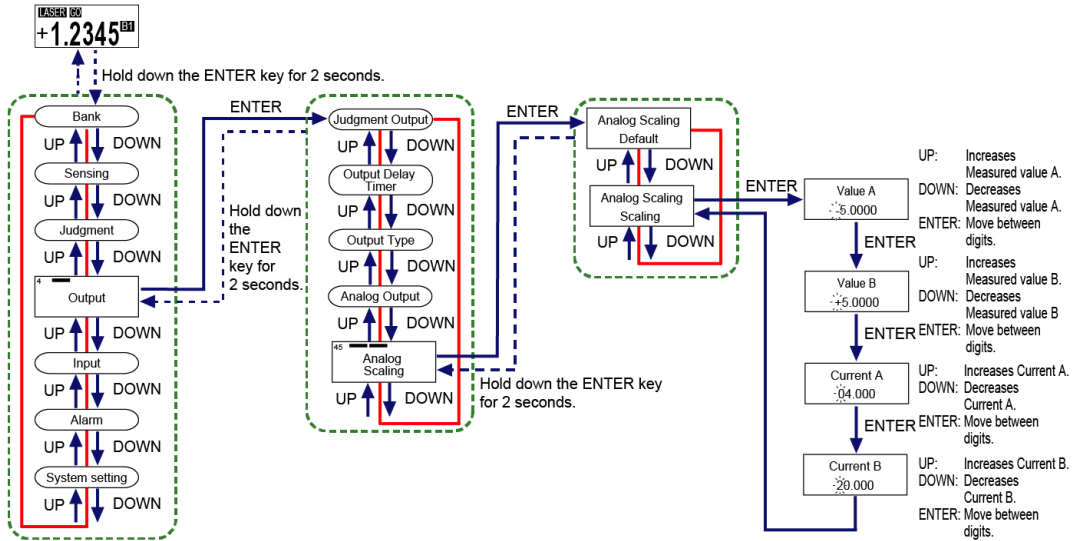 LASER GO
+1.2345 B1
Hold down the ENTER key for 2 seconds.
Bank
UP DOWN
Sensing
UP DOWN
Judgment
UP DOWN
4
Output
UP DOWN
Input
UP DOWN
Alarm
UP DOWN
System setting
UP DOWN
ENTER
Hold down
the
ENTER
key for
2 seconds.
Judgment Output
UP DOWN
Output Delay
Timer
UP DOWN
Output Type
UP DOWN
Analog Output
UP DOWN
45
Analog
Scaling
UP DOWN
ENTER
Hold down the ENTER key
for 2 seconds.
Analog Scaling
Default
UP DOWN
Analog Scaling
Scaling
UP DOWN
ENTER
Value A
-5.0000
ENTER
Value B
+5.0000
ENTER
Current A
04.000
ENTER
Current B
20.000
UP: Increases
Measured value A.
DOWN: Decreases
Measured value A.
ENTER: Move between
digits.
UP: Increases
Measured value B.
DOWN: Decreases
Measured value B
ENTER: Move between
digits.
UP: Increases Current A.
DOWN: Decreases
Current A.
ENTER: Move between
digits.
UP: Increases Current B.
DOWN: Decreases
Current B.
ENTER: Move between
digits.